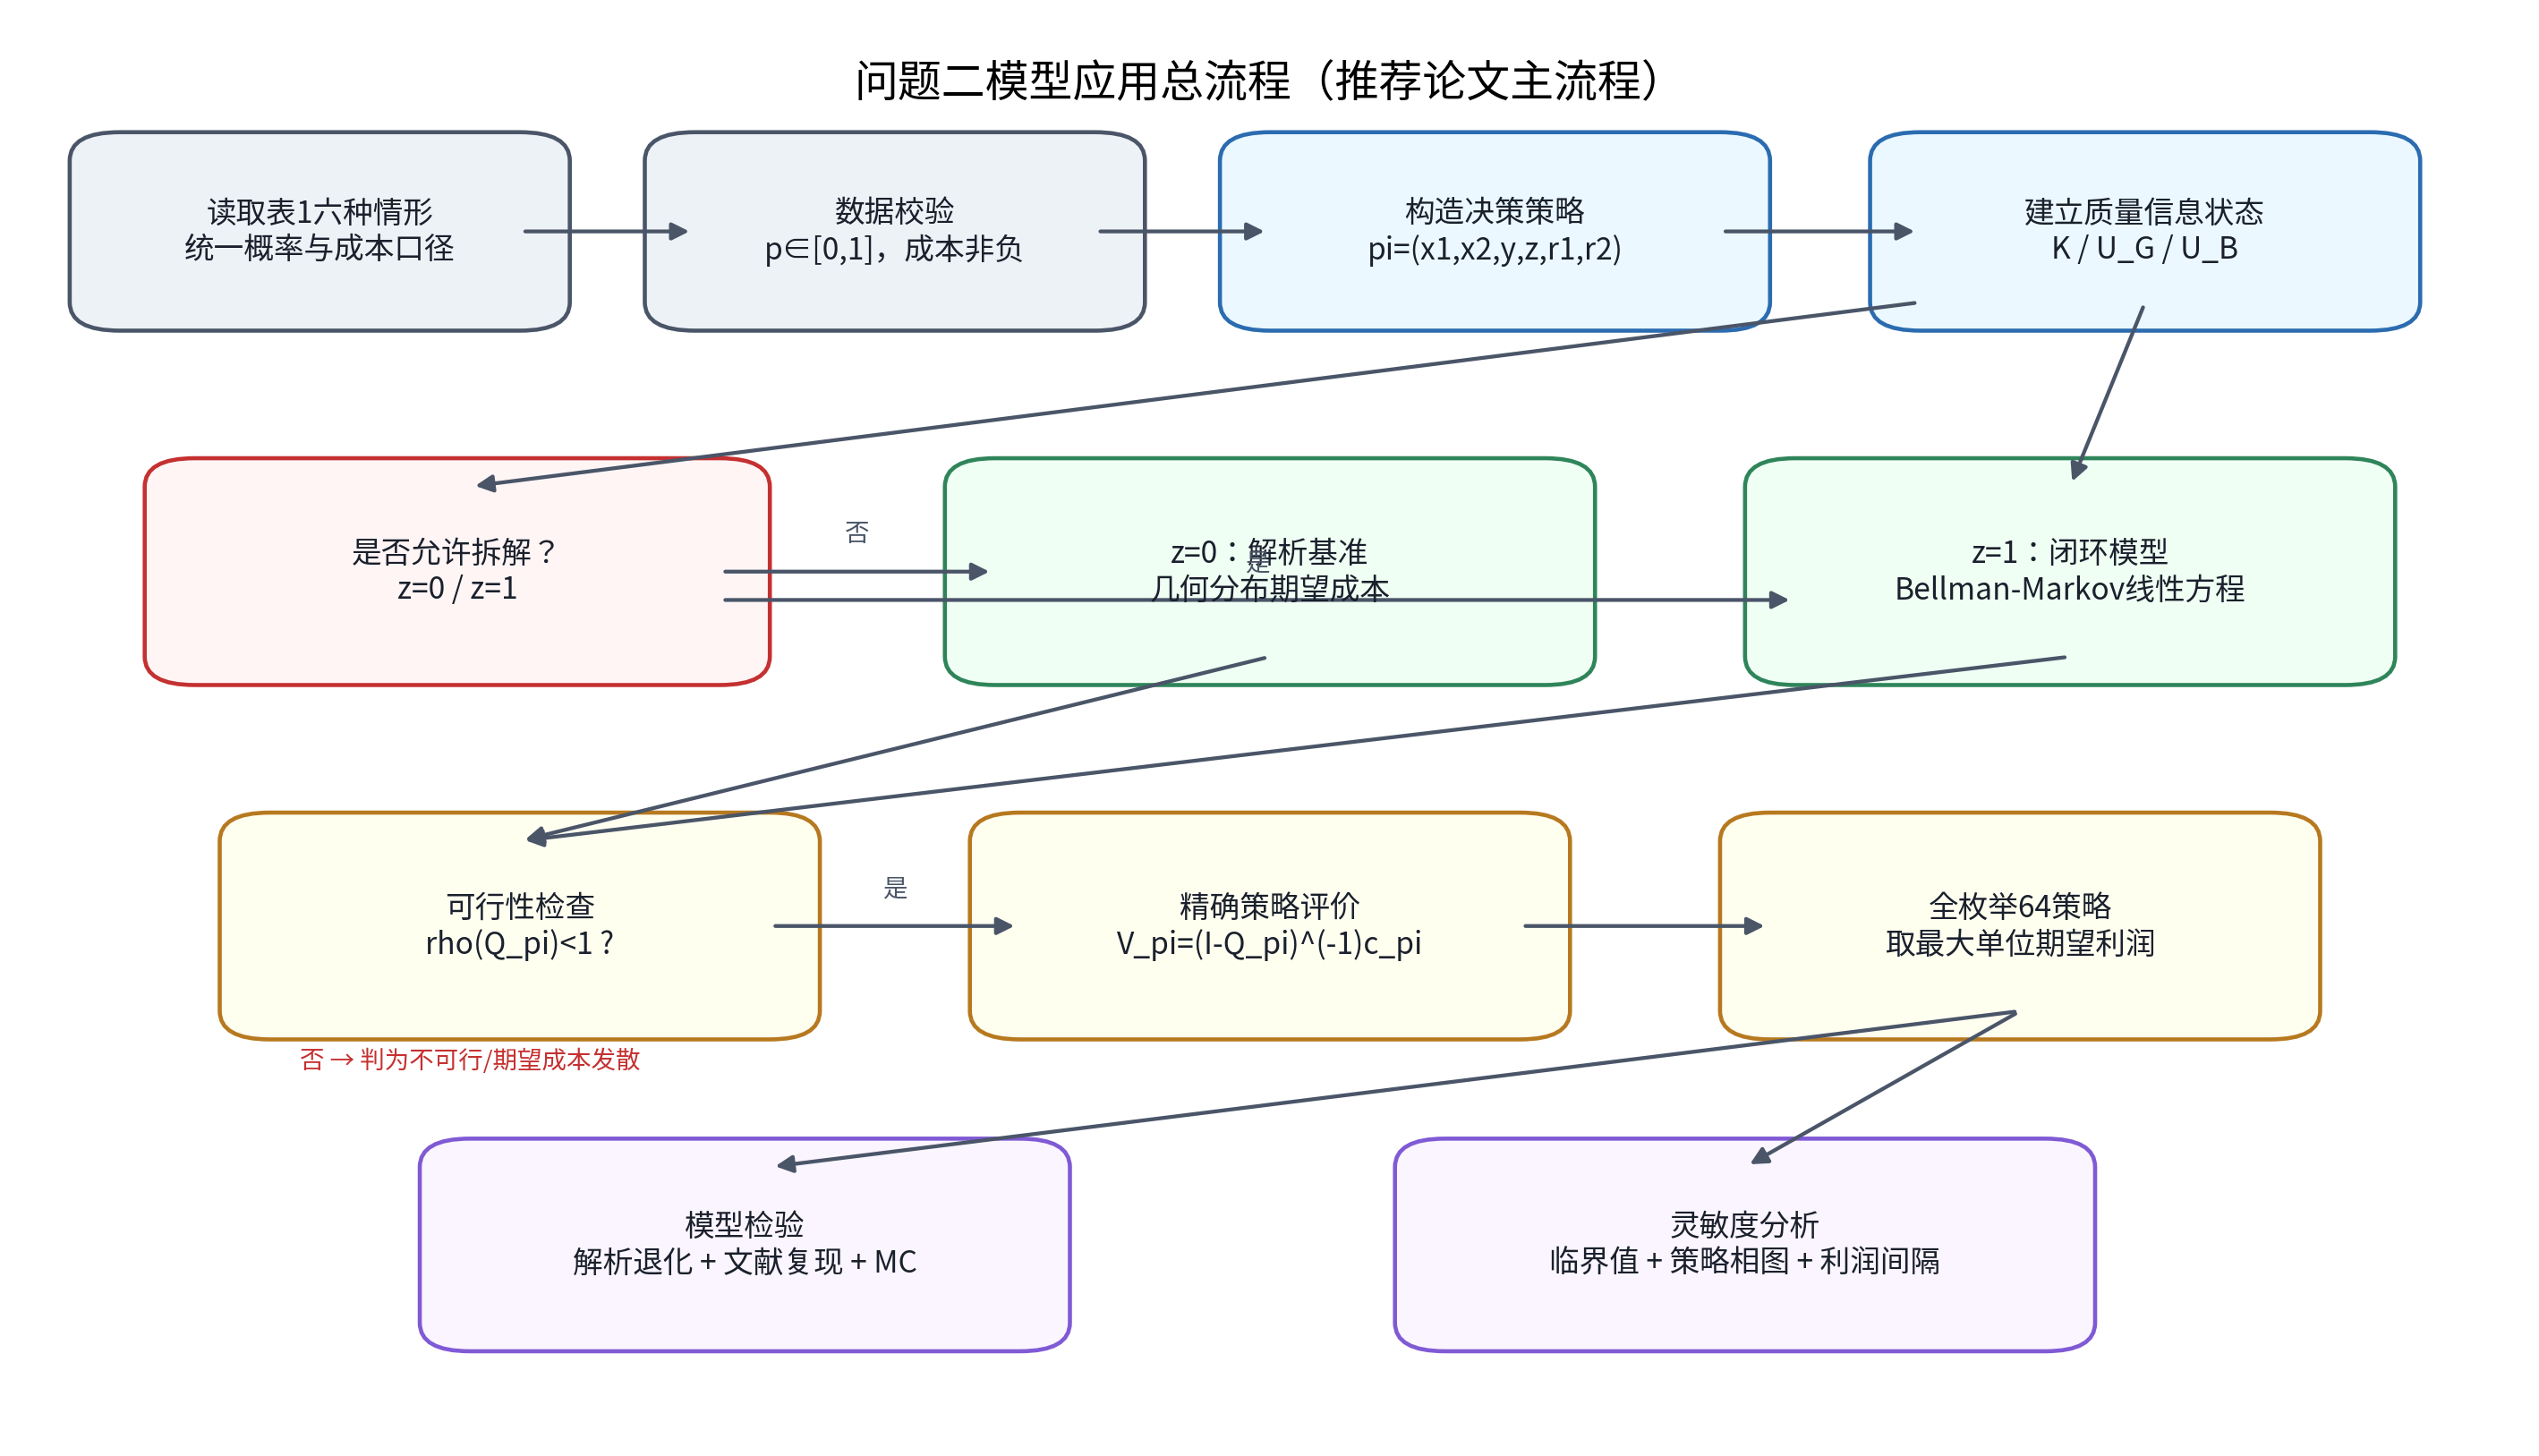 问题二模型应用总流程（推荐论文主流程）
读取表1六种情形
统一概率与成本口径
数据校验
p∈[0,1]，成本非负
构造决策策略
pi=(x1,x2,y,z,r1,r2)
建立质量信息状态
K / U_G / U_B
是否允许拆解？
z=0 / z=1
否
z=0：解析基准
几何分布期望成本
是
z=1：闭环模型
Bellman-Markov线性方程
可行性检查
rho(Q_pi)<1？
否 → 判为不可行/期望成本发散
是
精确策略评价
V_pi=(I-Q_pi)^(-1)c_pi
全枚举64策略
取最大单位期望利润
模型检验
解析退化 + 文献复现 + MC
灵敏度分析
临界值 + 策略相图 + 利润间隔